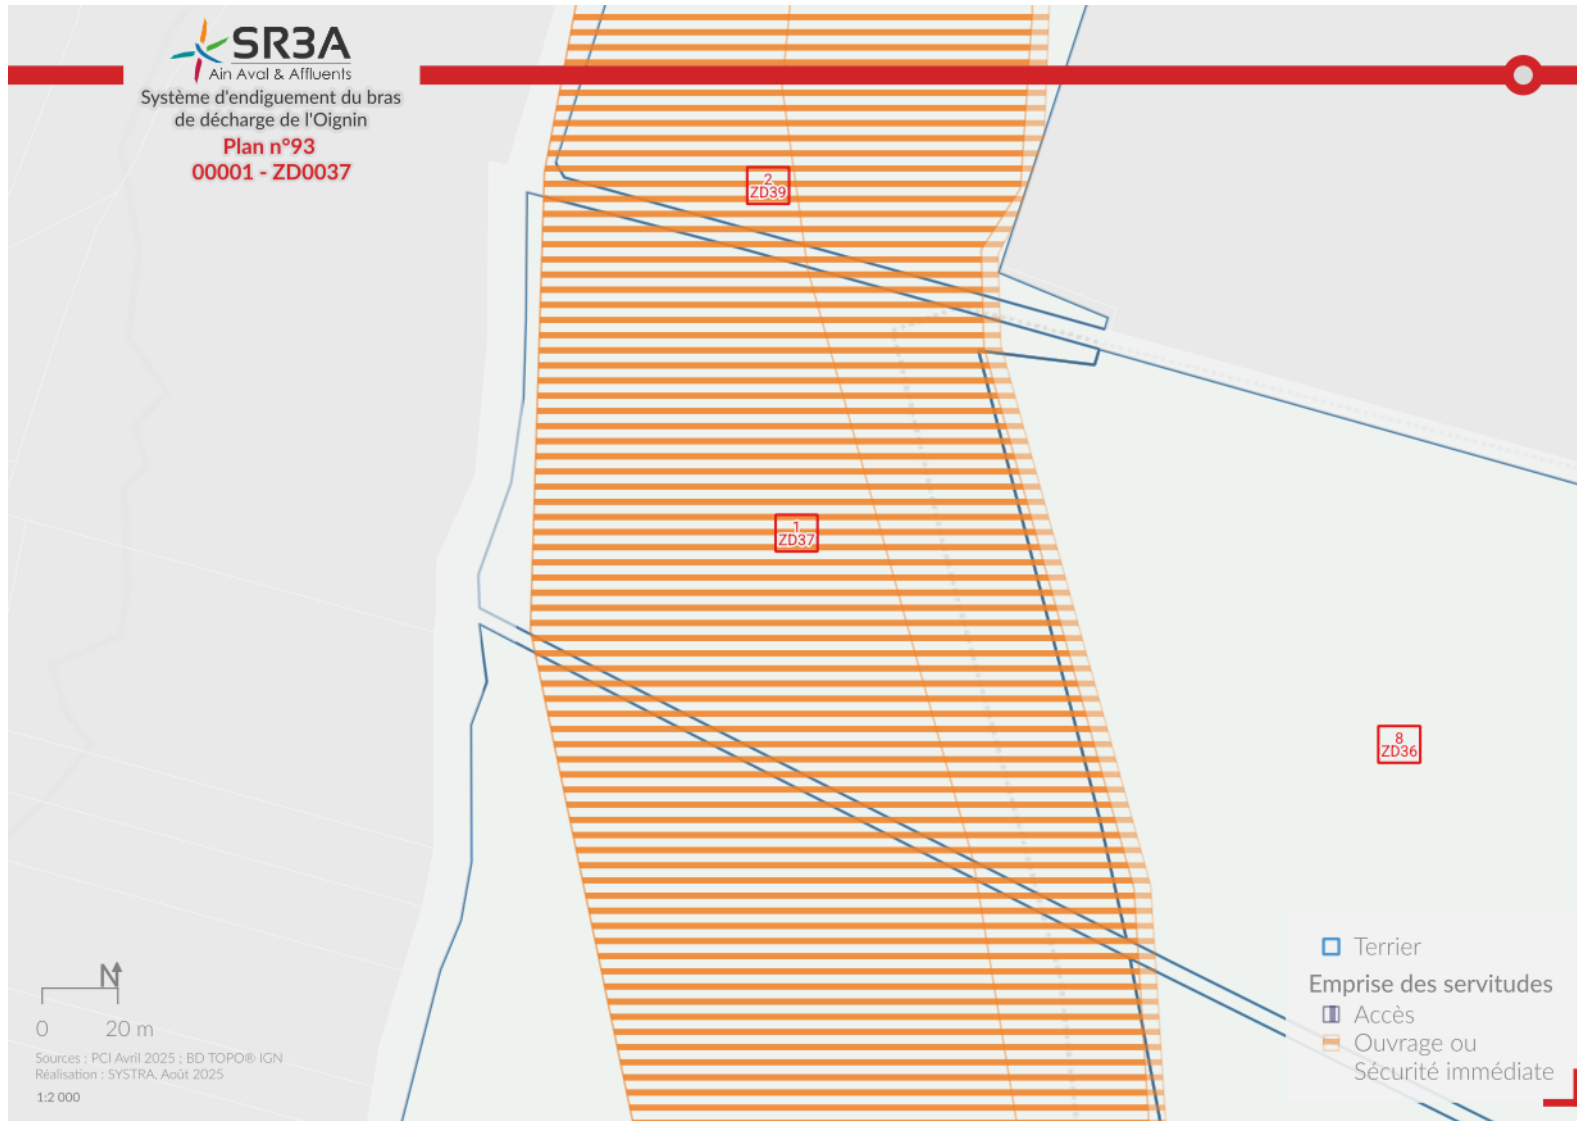 SR3A
Ain Aval & Affluents
Système d'endiguement du bras
de décharge de l'Oignin
Plan n°93
00001 - ZD0037
2
ZD39
1
ZD37
8
ZD36
N
0 20 m
Sources : PCI Avril 2025 ; BD TOPO® IGN
Réalisation : SYSTRA, Août 2025
1:2 000
Terrier
Emprise des servitudes
Accès
Ouvrage ou
Sécurité immédiate